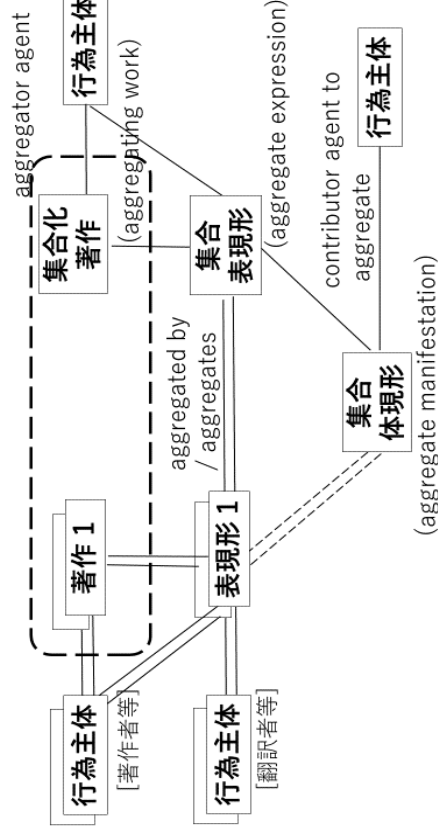 行為主体
[著作者等]
著作 1
集合化
著作
(aggregating work)
aggregator agent
行為主体
行為主体
[翻訳者等]
表現形 1
aggregated by
/ aggregates
集合
表現形
(aggregate expression)
集合
体現形
(aggregate manifestation)
contributor agent to
aggregate
行為主体